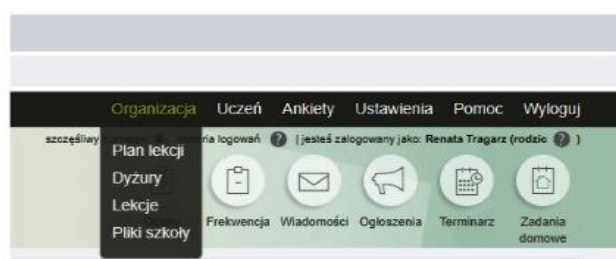 Organizacja Uczeń Ankiety Ustawienia Pomoc Wyloguj
szczęśliwy logowań ? | jesteś zalogowany jako: Renata Tragarz (rodzic ? )
Plan lekcji
Dyżury
Lekcje
Pliki szkoły
Frekwencja Wiadomości Ogłoszenia Terminarz Zadania
domowe